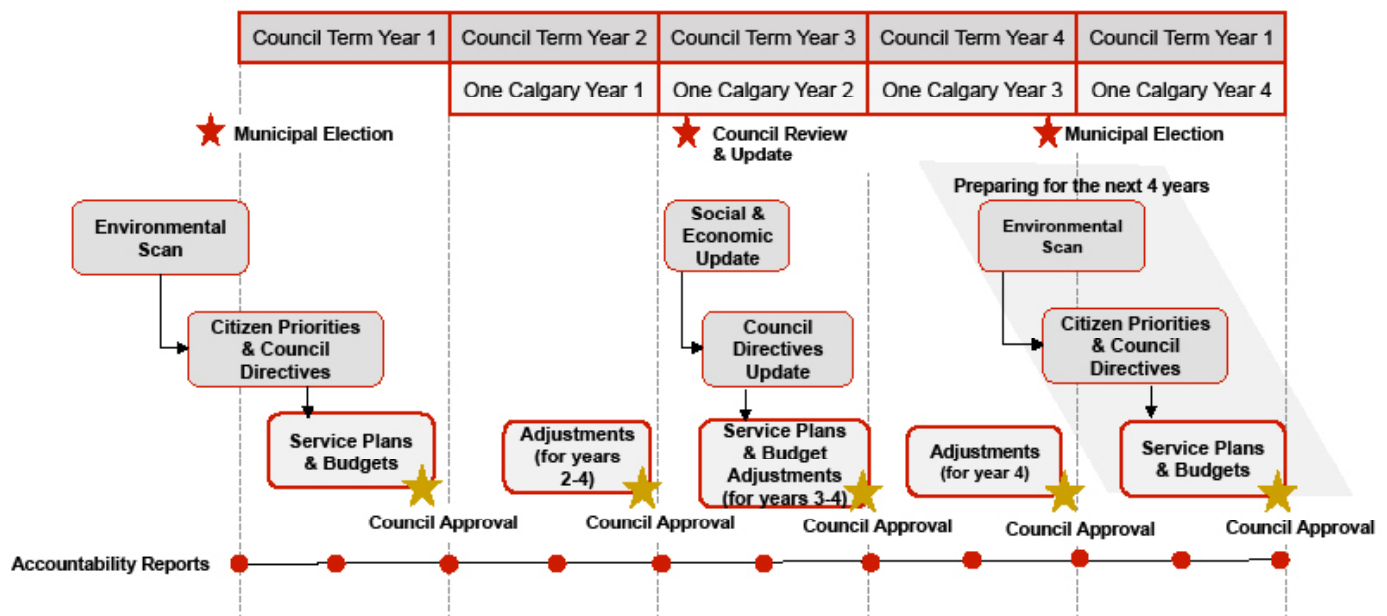 Council Term Year 1
Council Term Year 2
Council Term Year 3
Council Term Year 4
Council Term Year 1
One Calgary Year 1
One Calgary Year 2
One Calgary Year 3
One Calgary Year 4
Municipal Election
Council Review
& Update
Municipal Election
Preparing for the next 4 years
Environmental
Scan
Social &
Economic
Update
Environmental
Scan
Citizen Priorities
& Council
Directives
Council
Directives
Update
Citizen Priorities
& Council
Directives
Service Plans
& Budgets
Adjustments
(for years
2-4)
Service Plans
& Budget
Adjustments
(for years 3-4)
Adjustments
(for year 4)
Service Plans
& Budgets
Council Approval
Council Approval
Council Approval
Council Approval
Council Approval
Accountability Reports